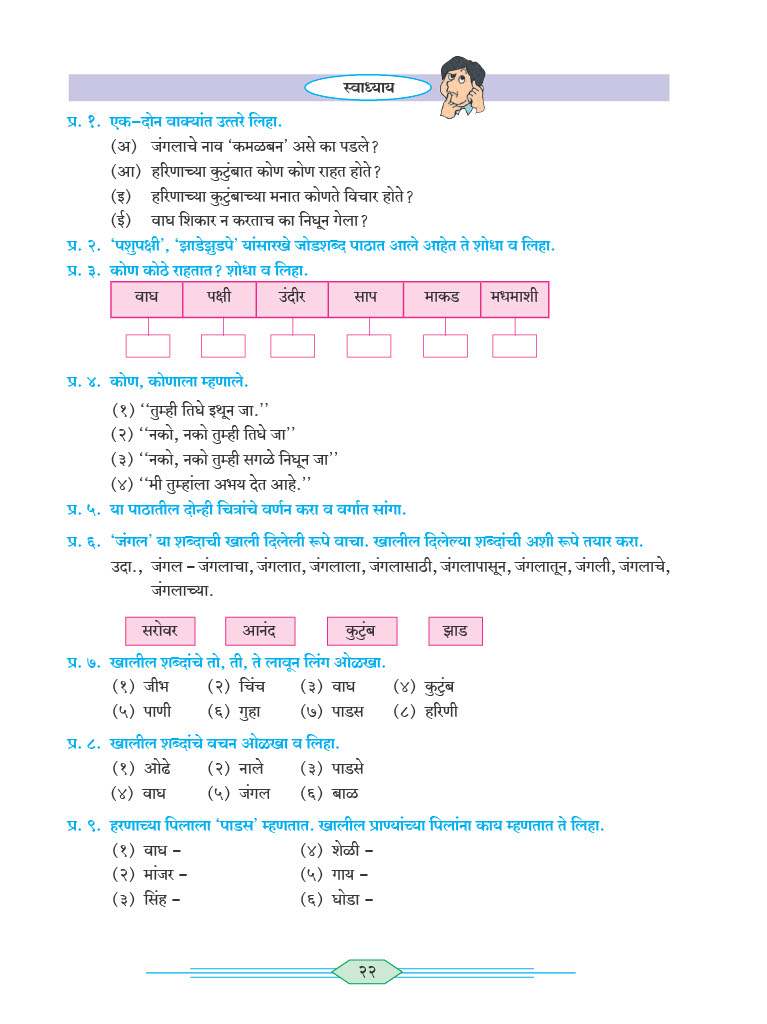 स्वाध्याय
प्र. १. एक-दोन वाक्यांत उत्तरे लिहा.
(अ) जंगलाचे नाव ‘कमळबन’ असे का पडले?
(आ) हरिणाच्या कुटुंबात कोण कोण राहत होते?
(इ) हरिणाच्या कुटुंबाच्या मनात कोणते विचार होते?
(ई) वाघ शिकार न करताच का निघून गेला?
प्र. २. ‘पशुपक्षी’, ‘झाडेझुडपे’ यांसारखे जोडशब्द पाठात आले आहेत ते शोधा व लिहा.
प्र. ३. कोण कोठे राहतात? शोधा व लिहा.
वाघ पक्षी उंदीर साप माकड मधमाशी
प्र. ४. कोण, कोणाला म्हणाले.
(१) ‘‘तुम्ही तिथे इथून जा.’’
(२) ‘‘नको, नको तुम्ही तिथे जा’’
(३) ‘‘नको, नको तुम्ही सगळे निघून जा’’
(४) ‘‘मी तुम्हांला अभय देत आहे.’’
प्र. ५. या पाठातील दोन्ही चित्रांचे वर्णन करा व वर्गात सांगा.
प्र. ६. ‘जंगल’ या शब्दाची खाली दिलेली रूपे वाचा. खालील दिलेल्या शब्दांची अशी रूपे तयार करा.
उदा., जंगल – जंगलाचा, जंगलात, जंगलाला, जंगलासाठी, जंगलापासून, जंगलातून, जंगली, जंगलाचे,
जंगलाच्या.
सरोवर आनंद कुटुंब झाड
प्र. ७. खालील शब्दांचे तो, ती, ते लावून लिंग ओळखा.
(१) जीभ (२) चिंच (३) वाघ (४) कुटुंब
(५) पाणी (६) गुहा (७) पाडस (८) हरिणी
प्र. ८. खालील शब्दांचे वचन ओळखा व लिहा.
(१) ओढे (२) नाले (३) पाडसे
(४) वाघ (५) जंगल (६) बाळ
प्र. ९. हरणाच्या पिलाला ‘पाडस’ म्हणतात. खालील प्राण्यांच्या पिलांना काय म्हणतात ते लिहा.
(१) वाघ – (४) शेळी –
(२) मांजर – (५) गाय –
(३) सिंह – (६) घोडा –
२२